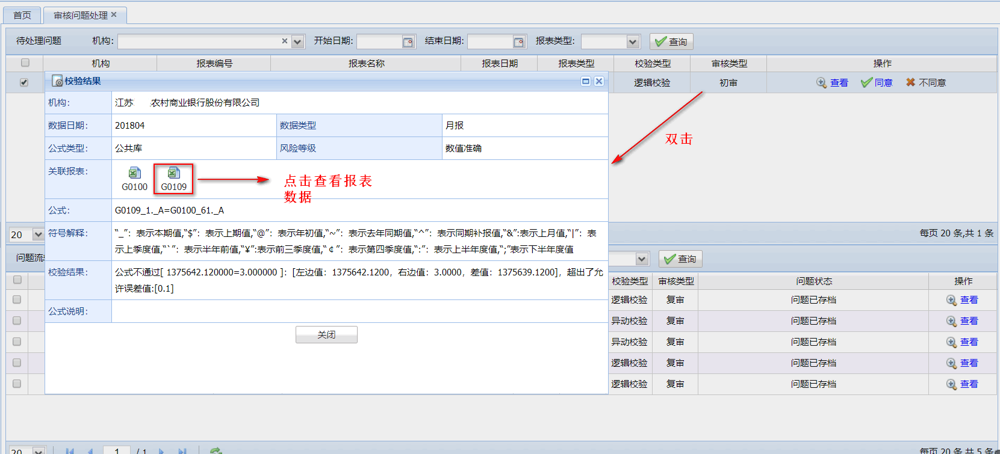 首页 审核问题处理
待处理问题 机构: 开始日期: 结束日期: 报表类型: 查询
机构 报表编号 报表名称 报表日期 报表类型 校验类型 审核类型 操作
校验结果
逻辑校验 初审 查看 同意 不同意
机构: 江苏 农村商业银行股份有限公司
数据日期: 201804 数据类型 月报
双击
公式类型: 公共库 风险等级 数值准确
关联报表: G0100 G0109
点击查看报表
数据
公式: G0109_1._A=G0100_61._A
符号解释: “_”：表示本期值,“$”：表示上期值,“@”：表示年初值,“~”：表示去年同期值,“^”：表示同期补报值,“&”:表示上月值,“|”：表
示上季度值,“`”：表示半年前值,“¥”:表示前三季度值,“￠”：表示第四季度值,“:”：表示上半年度值,“;”表示下半年度值
20 每页 20 条,共 1 条
问题流 查询
校验结果: 公式不通过[ 1375642.120000=3.000000 ]：[左边值：1375642.1200，右边值：3.0000，差值：1375639.1200]，超出了允
许误差值:[0.1]
公式说明:
关闭
校验类型 审核类型 问题状态 操作
逻辑校验 复审 问题已存档 查看
异动校验 复审 问题已存档 查看
异动校验 复审 问题已存档 查看
逻辑校验 复审 问题已存档 查看
逻辑校验 复审 问题已存档 查看
20 1 / 1 每页 20 条,共 5 条